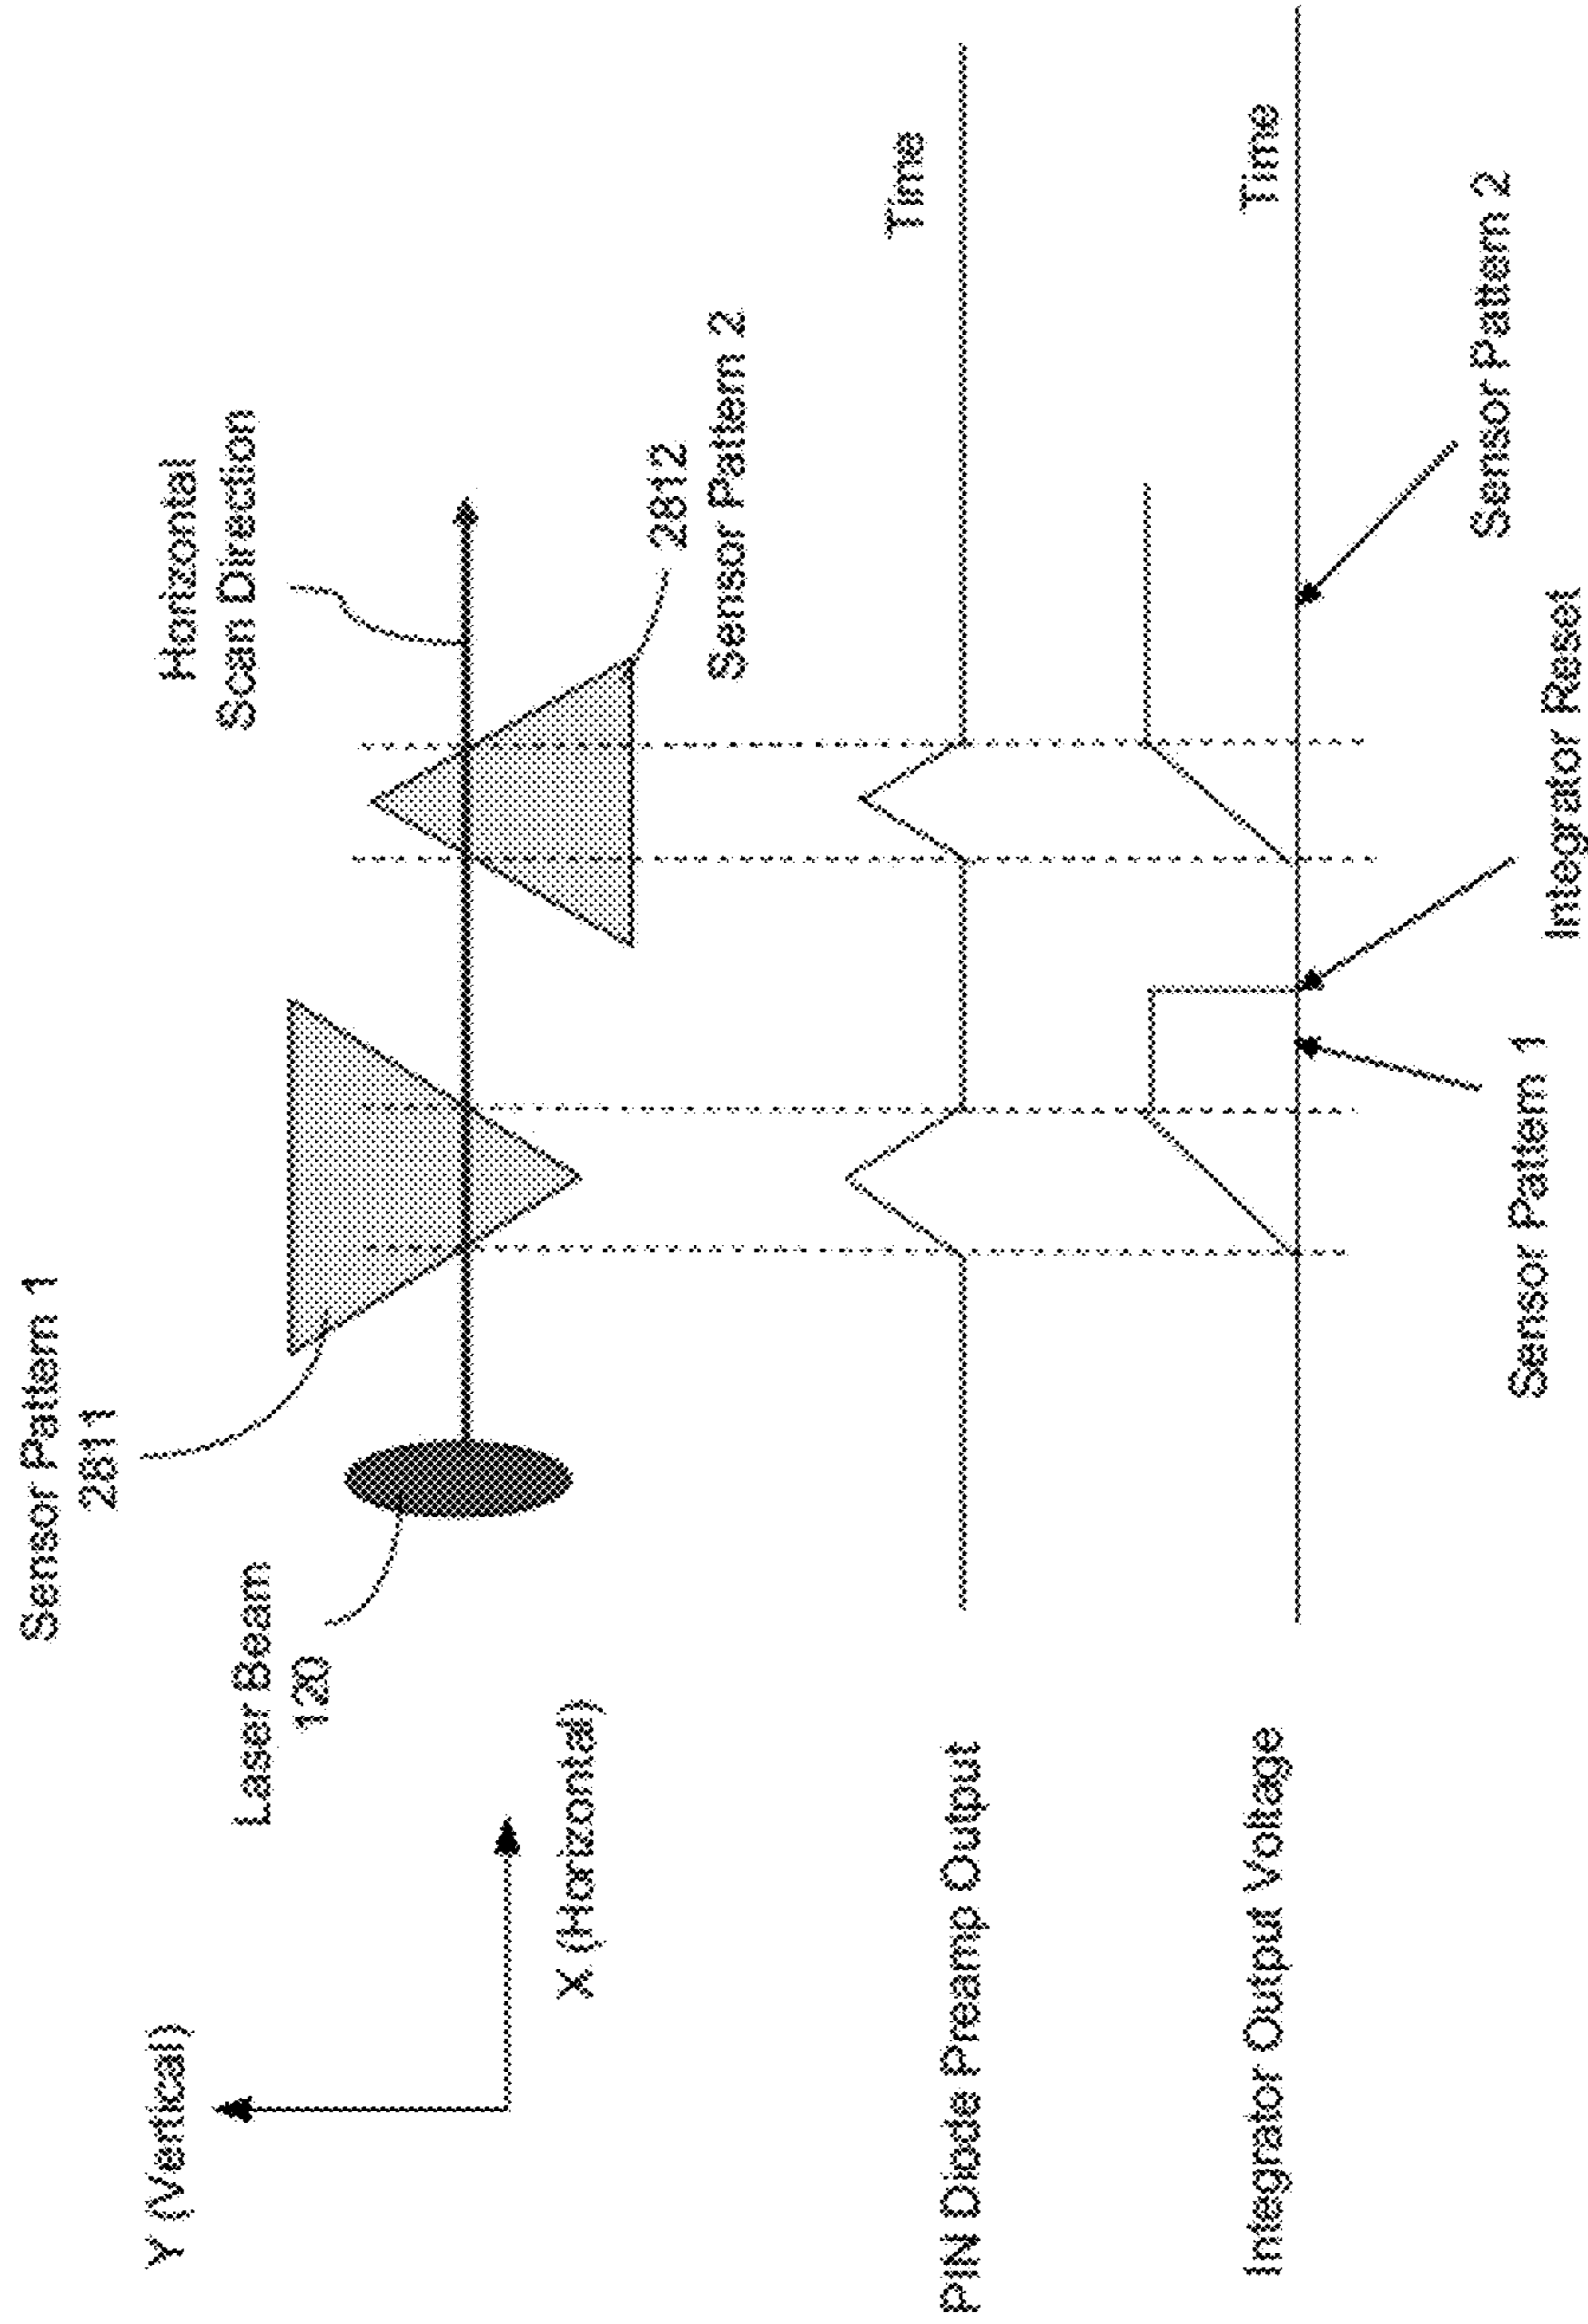 Sensor Pattern 1
2811
Laser Beam
120
Horizontal
Scan Direction
Y (Vertical)
X (Horizontal)
2812
Sensor Pattern 2
PIN Diode Preamp Output
Time
Integrator Output Voltage
Time
Sensor Pattern 1
Integrator Reset
Sensor Pattern 2